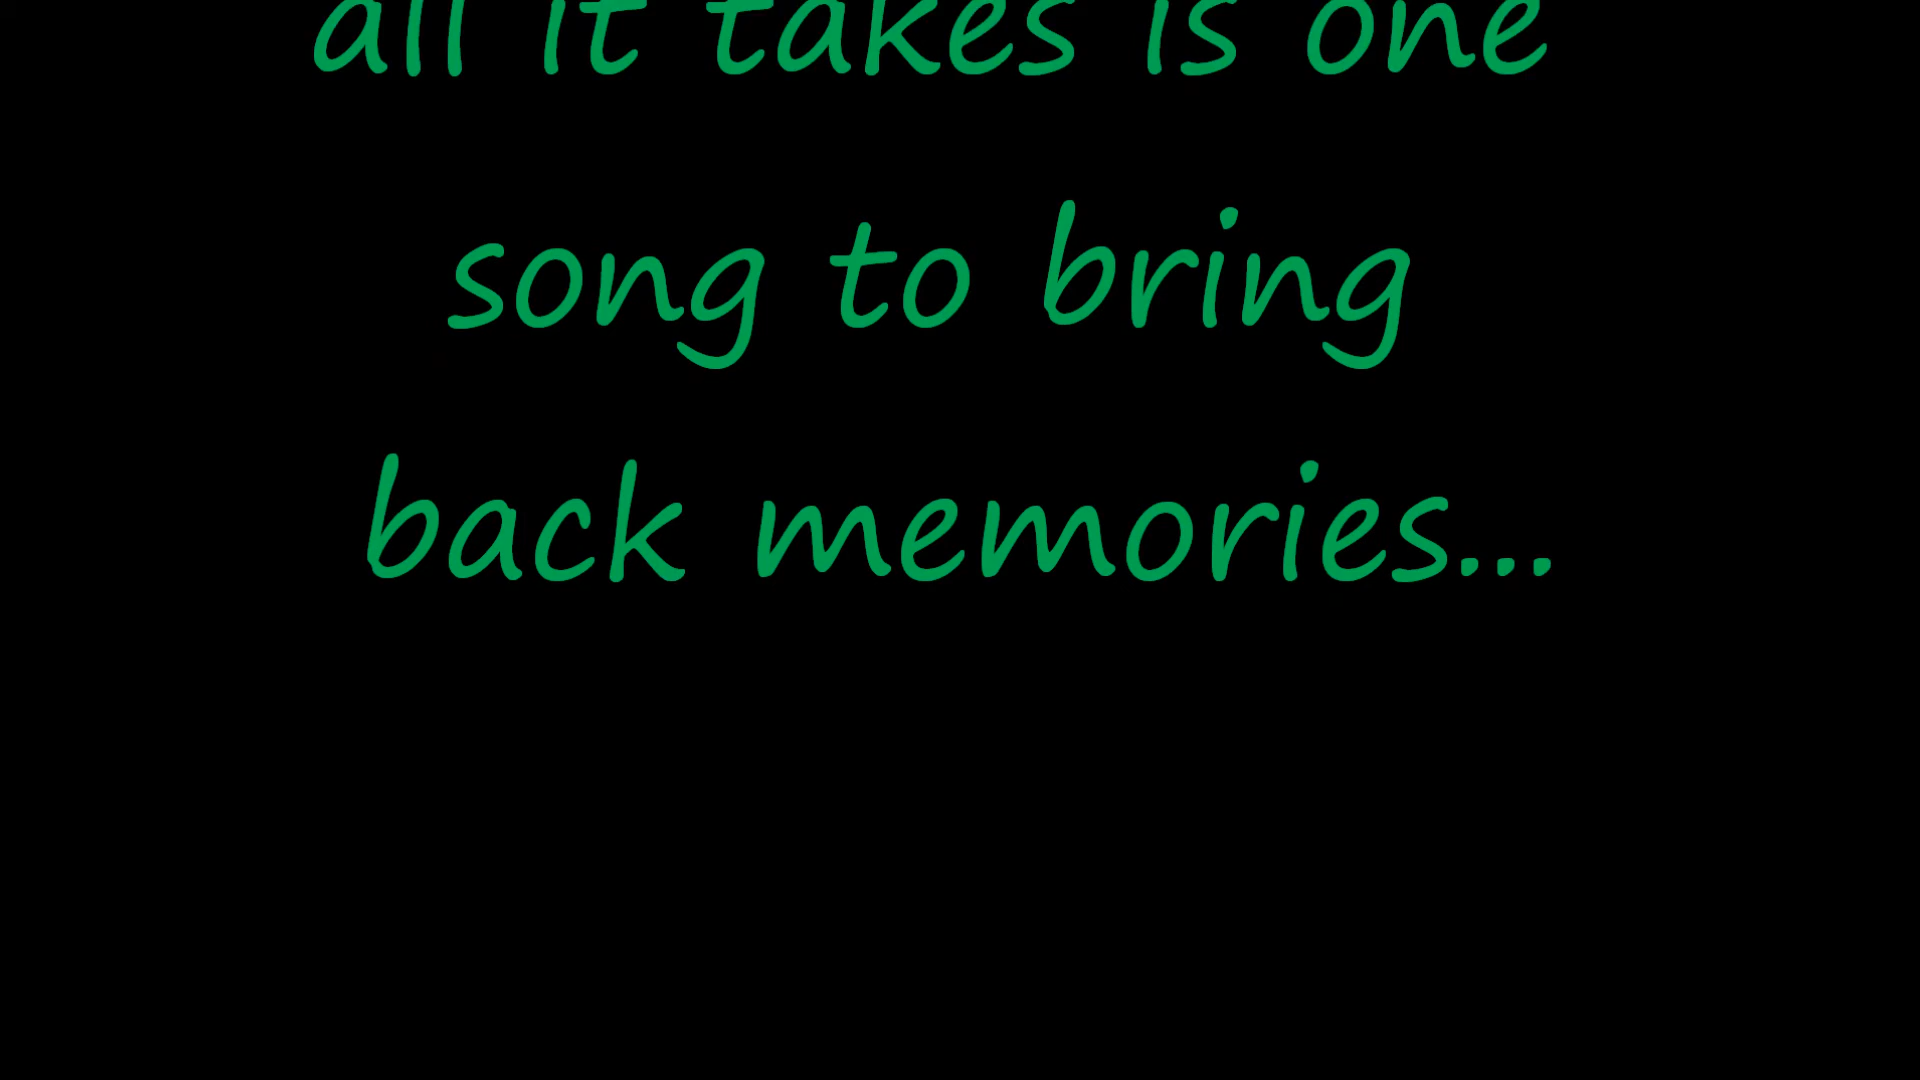 all it takes is one
song to bring
back memories...